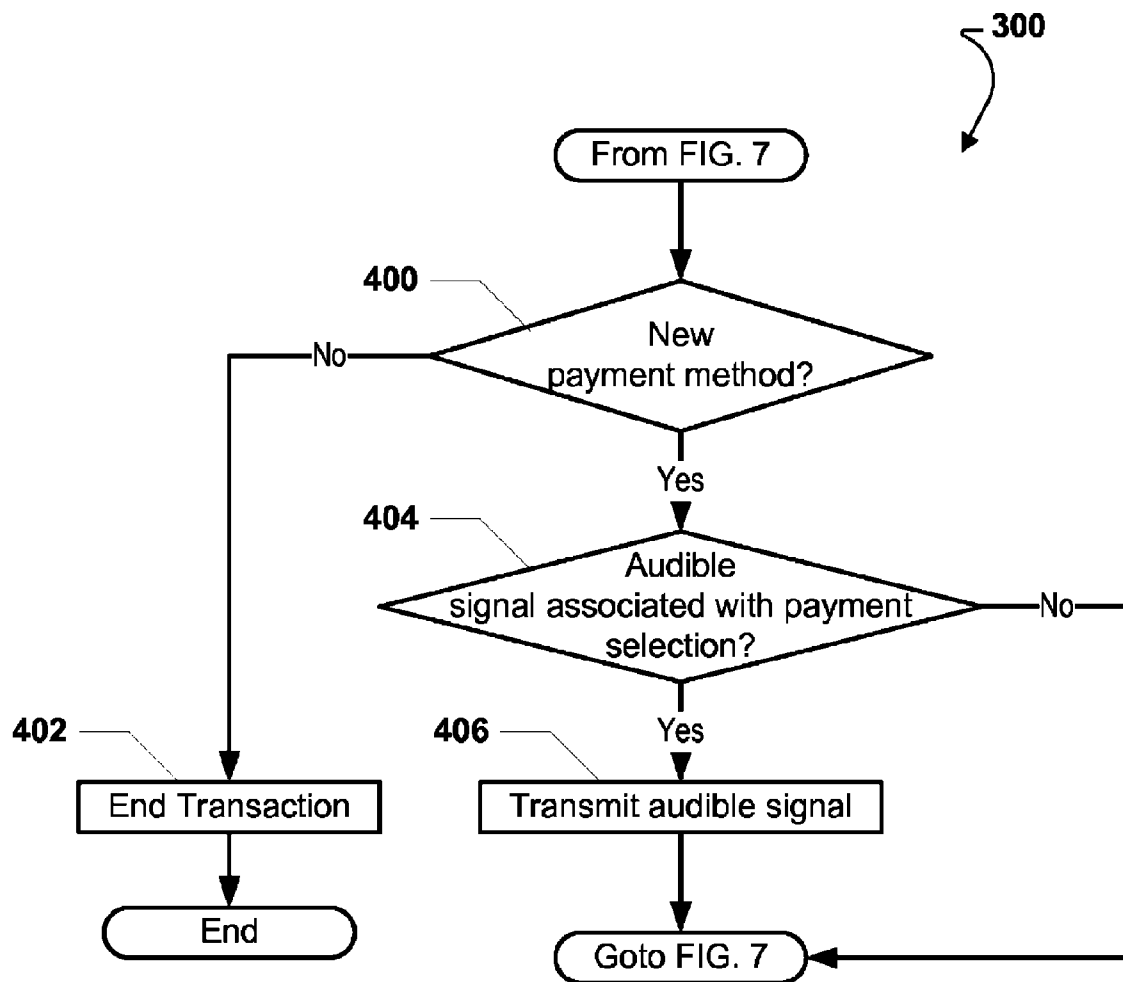 300
From FIG. 7
400
New
payment method?
No
Yes
404
Audible
signal associated with payment
selection?
No
Yes
402
406
End Transaction
Transmit audible signal
End
Goto FIG. 7